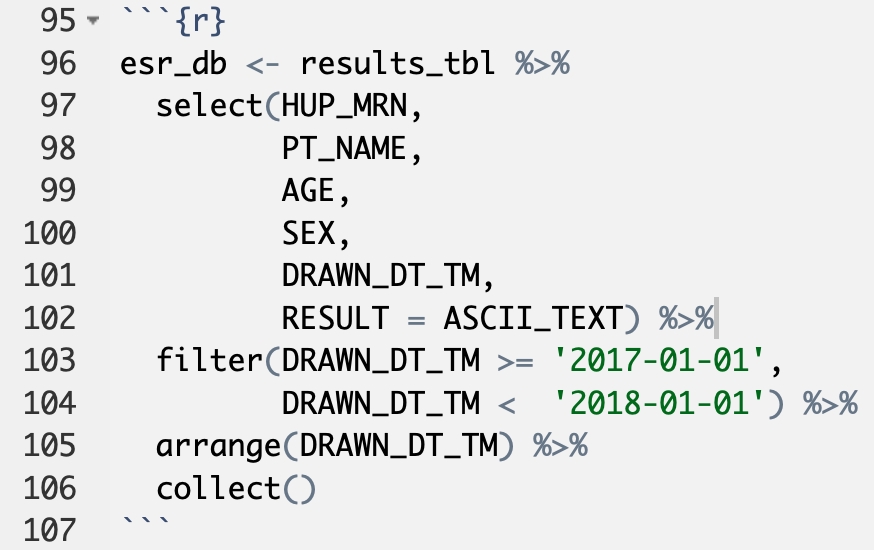 95 ```{r}
96 esr_db <- results_tbl %>%
97   select(HUP_MRN,
98          PT_NAME,
99          AGE,
100          SEX,
101          DRAWN_DT_TM,
102          RESULT = ASCII_TEXT) %>%
103   filter(DRAWN_DT_TM >= '2017-01-01',
104          DRAWN_DT_TM <  '2018-01-01') %>%
105   arrange(DRAWN_DT_TM) %>%
106   collect()
107 ```